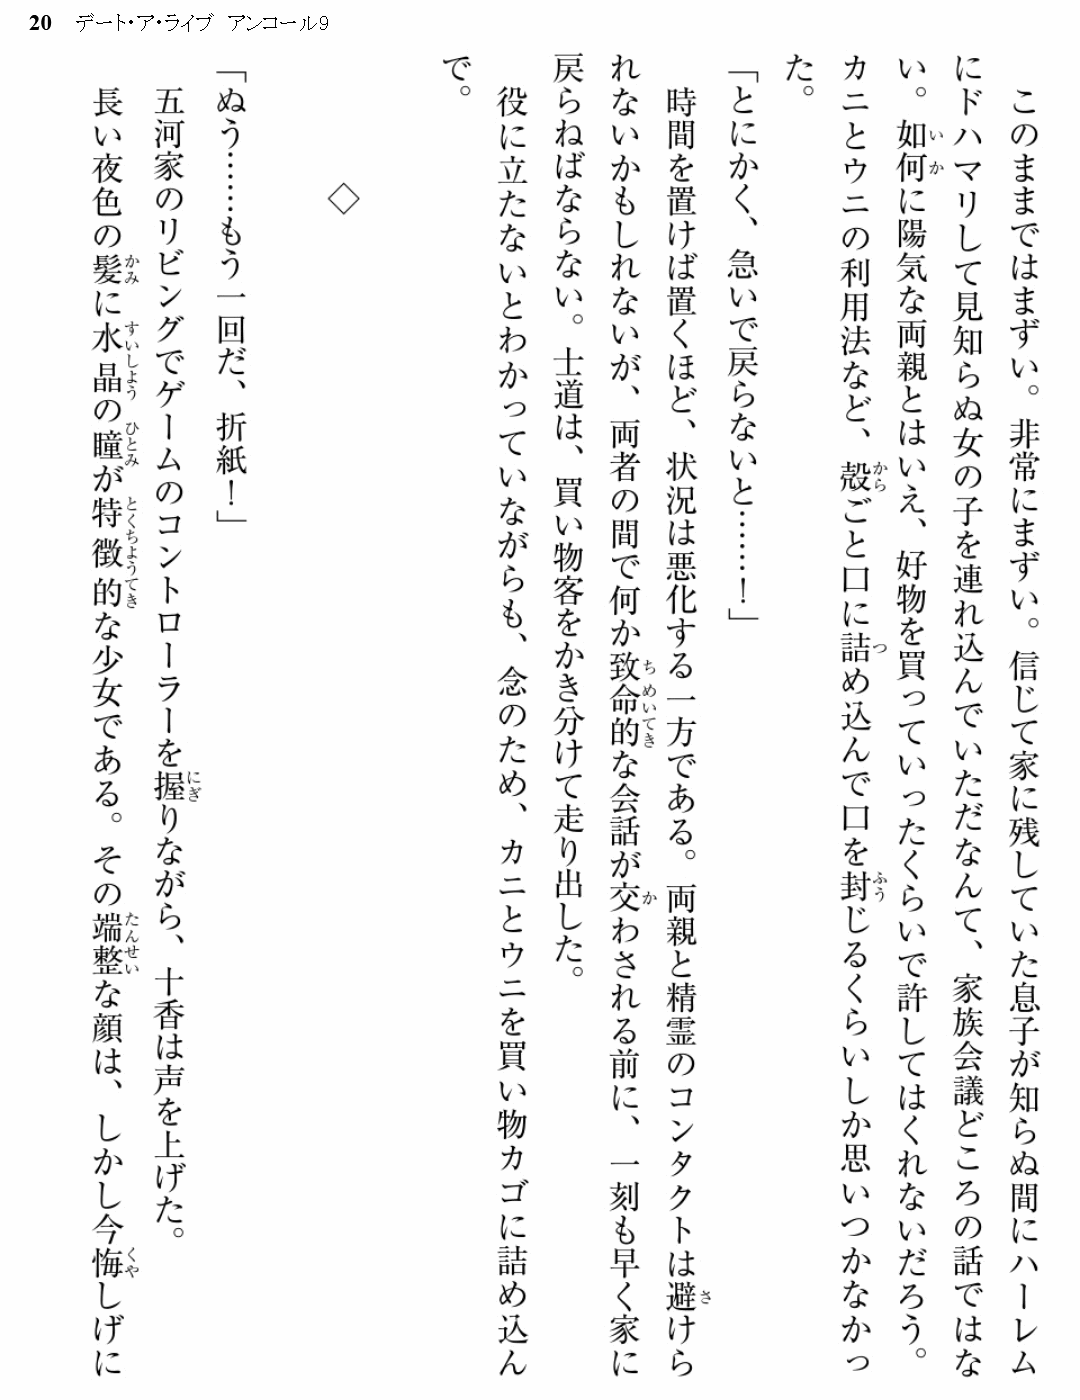 20 デート・ア・ライブ アンコール9
このままではまずい。非常にまずい。信じて家に残していた息子が知らぬ間にハーレム
にドハマリして見知らぬ女の子を連れ込んでいただなんて、家族会議どころの話ではな
い。如何に陽気な両親とはいえ、好物を買っていったくらいで許してはくれないだろう。
カニとウニの利用法など、殻ごと口に詰め込んで口を封じるくらいしか思いつかなかっ
た。
「とにかく、急いで戻らないと……！」
時間を置けば置くほど、状況は悪化する一方である。両親と精霊のコンタクトは避けら
れないかもしれないが、両者の間で何か致命的な会話が交わされる前に、一刻も早く家に
戻らねばならない。士道は、買い物客をかき分けて走り出した。
役に立たないとわかっていながらも、念のため、カニとウニを買い物カゴに詰め込ん
で。
◇
「ぬう……もう一回だ、折紙！」
五河家のリビングでゲームのコントローラーを握りながら、十香は声を上げた。
長い夜色の髪に水晶の瞳が特徴的な少女である。その端整な顔は、しかし今悔しげに